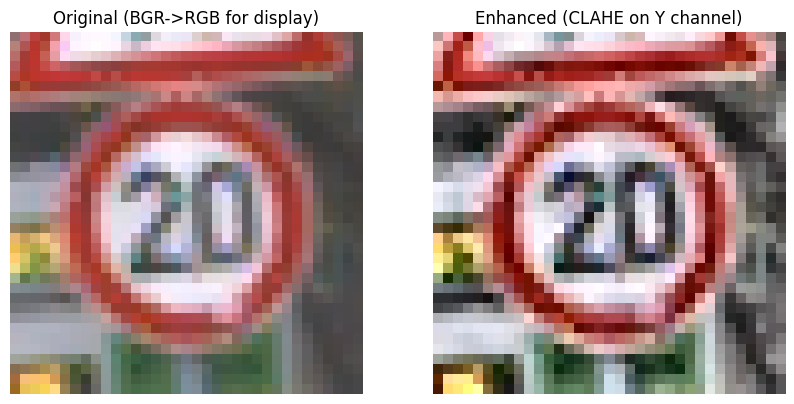 Original (BGR->RGB for display)
Enhanced (CLAHE on Y channel)
20
20